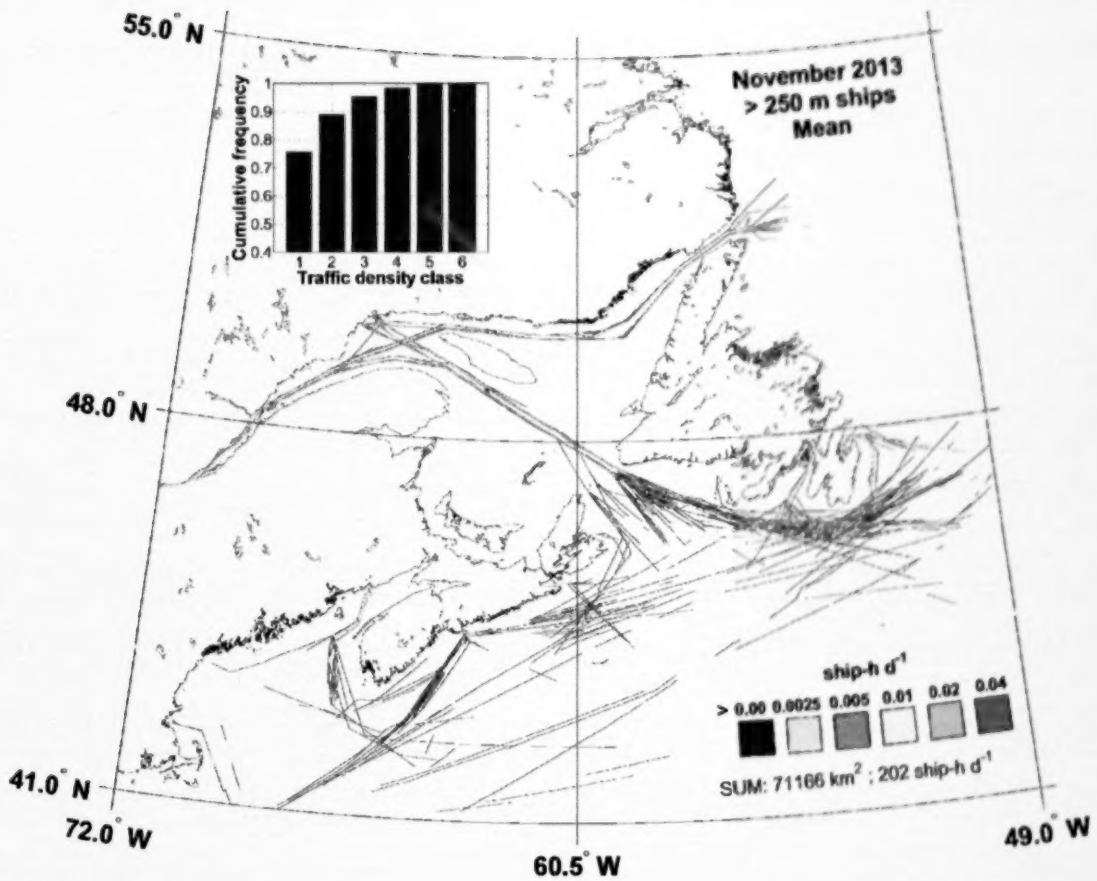 55.0° N
November 2013
> 250 m ships
Mean
Cumulative frequency
1
0.9
0.8
0.7
0.6
0.5
0.4
1 2 3 4 5 6
Traffic density class
48.0° N
41.0° N
72.0° W
60.5° W
49.0° W
ship-h d⁻¹
> 0.00 0.0025 0.005 0.01 0.02 0.04
SUM: 71166 km² ; 202 ship-h d⁻¹